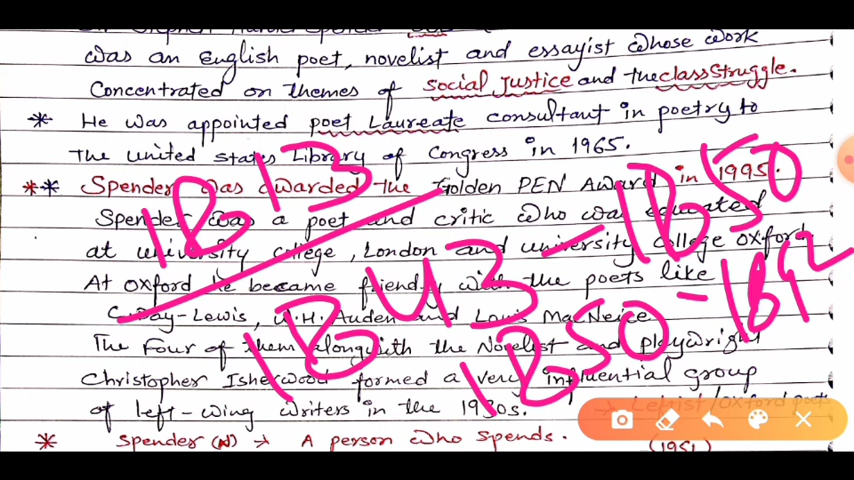 was an English poet, novelist and essayist whose work
Concentrated on themes of social Justice and the class Struggle.
** He was appointed poet Laureate consultant in poetry to
The united states Library of Congress in 1965.
** Spender was awarded the Golden PEN Award in 1995.
Spender was a poet and critic who was educated
at university college, London and university college oxford.
At oxford he became friendly with the poets like
C. Day-Lewis, W.H. Auden and Louis MacNeice.
The Four of them alongwith the Novelist and playwright
Christopher Isherwood formed a very influential group
of left-wing writers in the 1930s. →
* Spender (N) → A person who spends. (1951)
1813
1843 - 1850
1850 - 1892